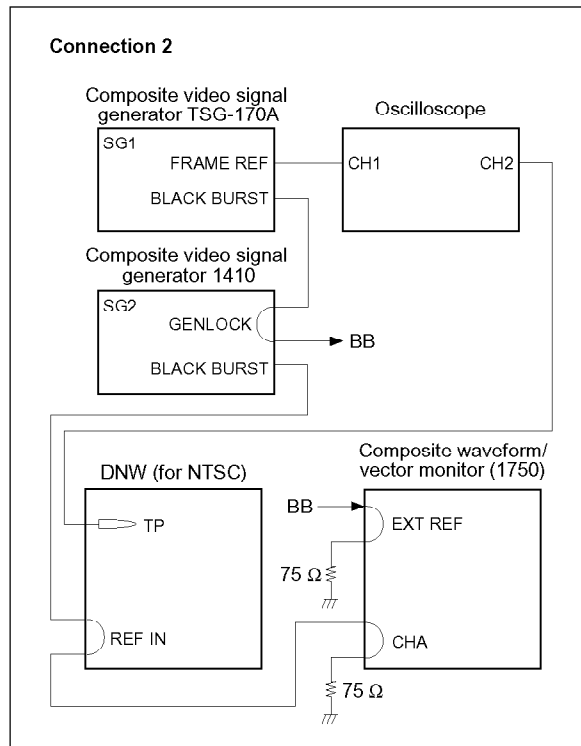 Connection 2
Composite video signal
generator TSG-170A
Oscilloscope
SG1
FRAME REF
BLACK BURST
CH1
CH2
Composite video signal
generator 1410
SG2
GENLOCK
BB
BLACK BURST
DNW (for NTSC)
TP
REF IN
Composite waveform/
vector monitor (1750)
BB
EXT REF
75 Ω
CHA
75 Ω